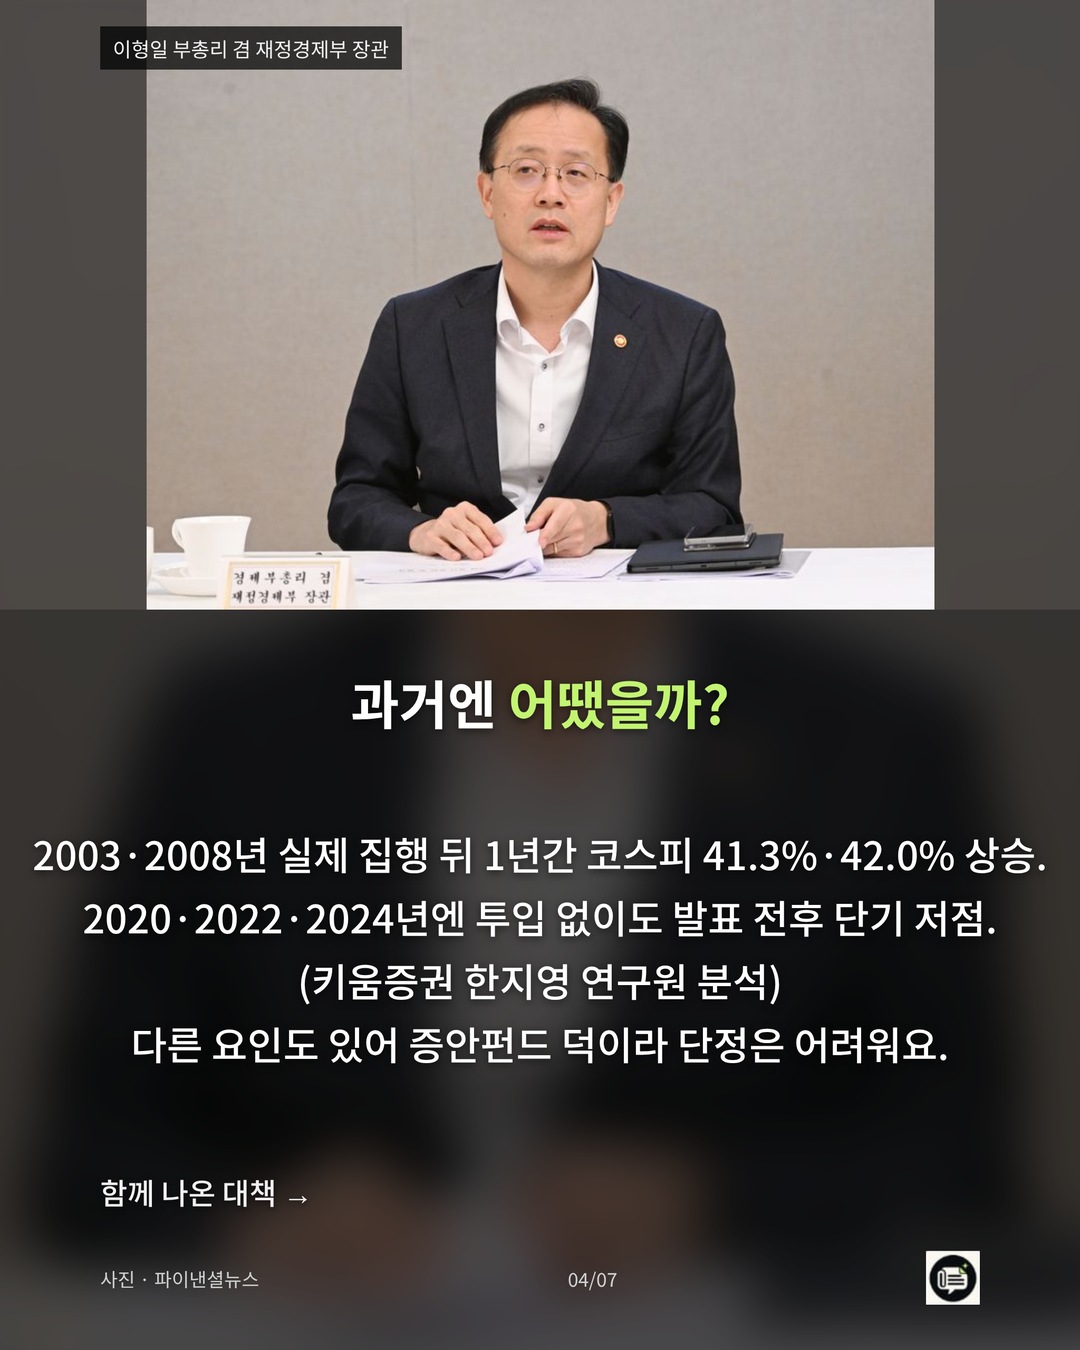 이형일 부총리 겸 재정경제부 장관
경제부총리 겸
재정경제부 장관
과거엔 어땠을까?
2003·2008년 실제 집행 뒤 1년간 코스피 41.3%·42.0% 상승.
2020·2022·2024년엔 투입 없이도 발표 전후 단기 저점.
(키움증권 한지영 연구원 분석)
다른 요인도 있어 증안펀드 덕이라 단정은 어려워요.
함께 나온 대책 →
사진 · 파이낸셜뉴스
04/07